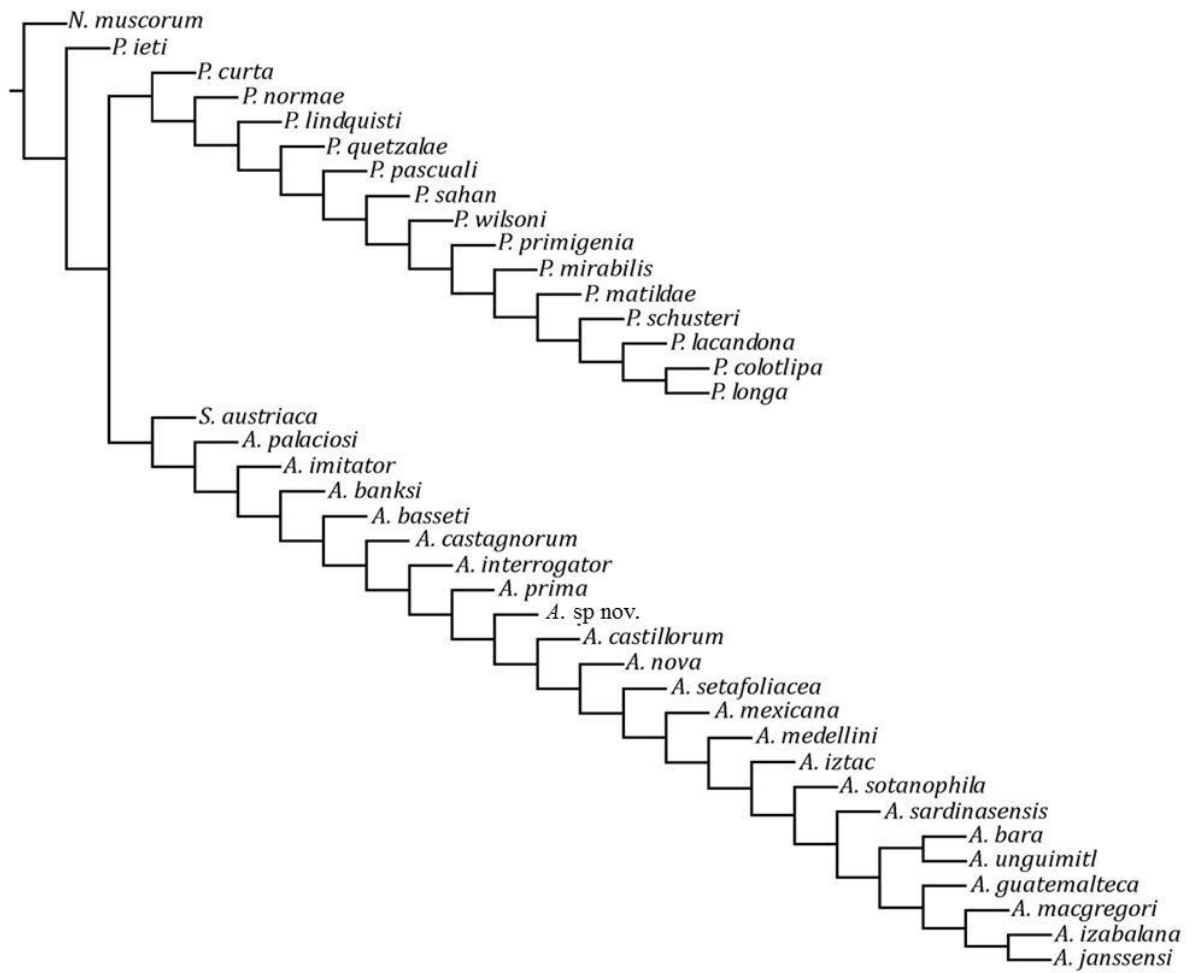 N. muscorum
P. ieti
P. curta
P. normae
P. lindquisti
P. quetzalae
P. pascuali
P. sahan
P. wilsoni
P. primigenia
P. mirabilis
P. matildae
P. schusteri
P. lacandona
P. colotlipa
P. longa
S. austriaca
A. palaciosi
A. imitator
A. banksi
A. basseti
A. castagnorum
A. interrogator
A. prima
A. sp nov.
A. castillorum
A. nova
A. setafoliacea
A. mexicana
A. medellini
A. iztac
A. sotanophila
A. sardinasensis
A. bara
A. unguimitl
A. guatemalteca
A. macgregori
A. izabalana
A. janssensi